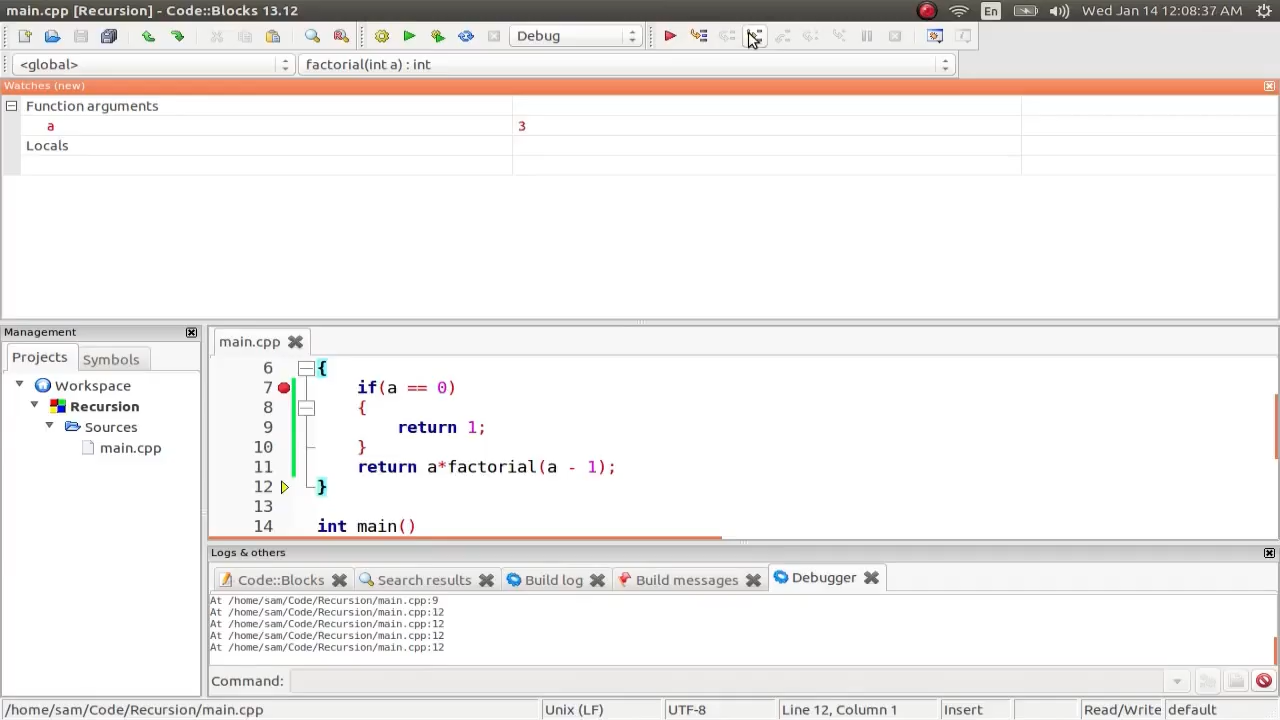 main.cpp [Recursion] - Code::Blocks 13.12
En
Wed Jan 14 12:08:37 AM
Debug
<global>
factorial(int a) : int
Watches (new)
Function arguments
a 3
Locals
Management
Projects
Symbols
Workspace
Recursion
Sources
main.cpp
main.cpp
6 {
7 if(a == 0)
8 {
9 return 1;
10 }
11 return a*factorial(a - 1);
12 }
13
14 int main()
Logs & others
Code::Blocks
Search results
Build log
Build messages
Debugger
At /home/sam/Code/Recursion/main.cpp:9
At /home/sam/Code/Recursion/main.cpp:12
At /home/sam/Code/Recursion/main.cpp:12
At /home/sam/Code/Recursion/main.cpp:12
At /home/sam/Code/Recursion/main.cpp:12
Command:
/home/sam/Code/Recursion/main.cpp
Unix (LF)
UTF-8
Line 12, Column 1
Insert
Read/Write
default